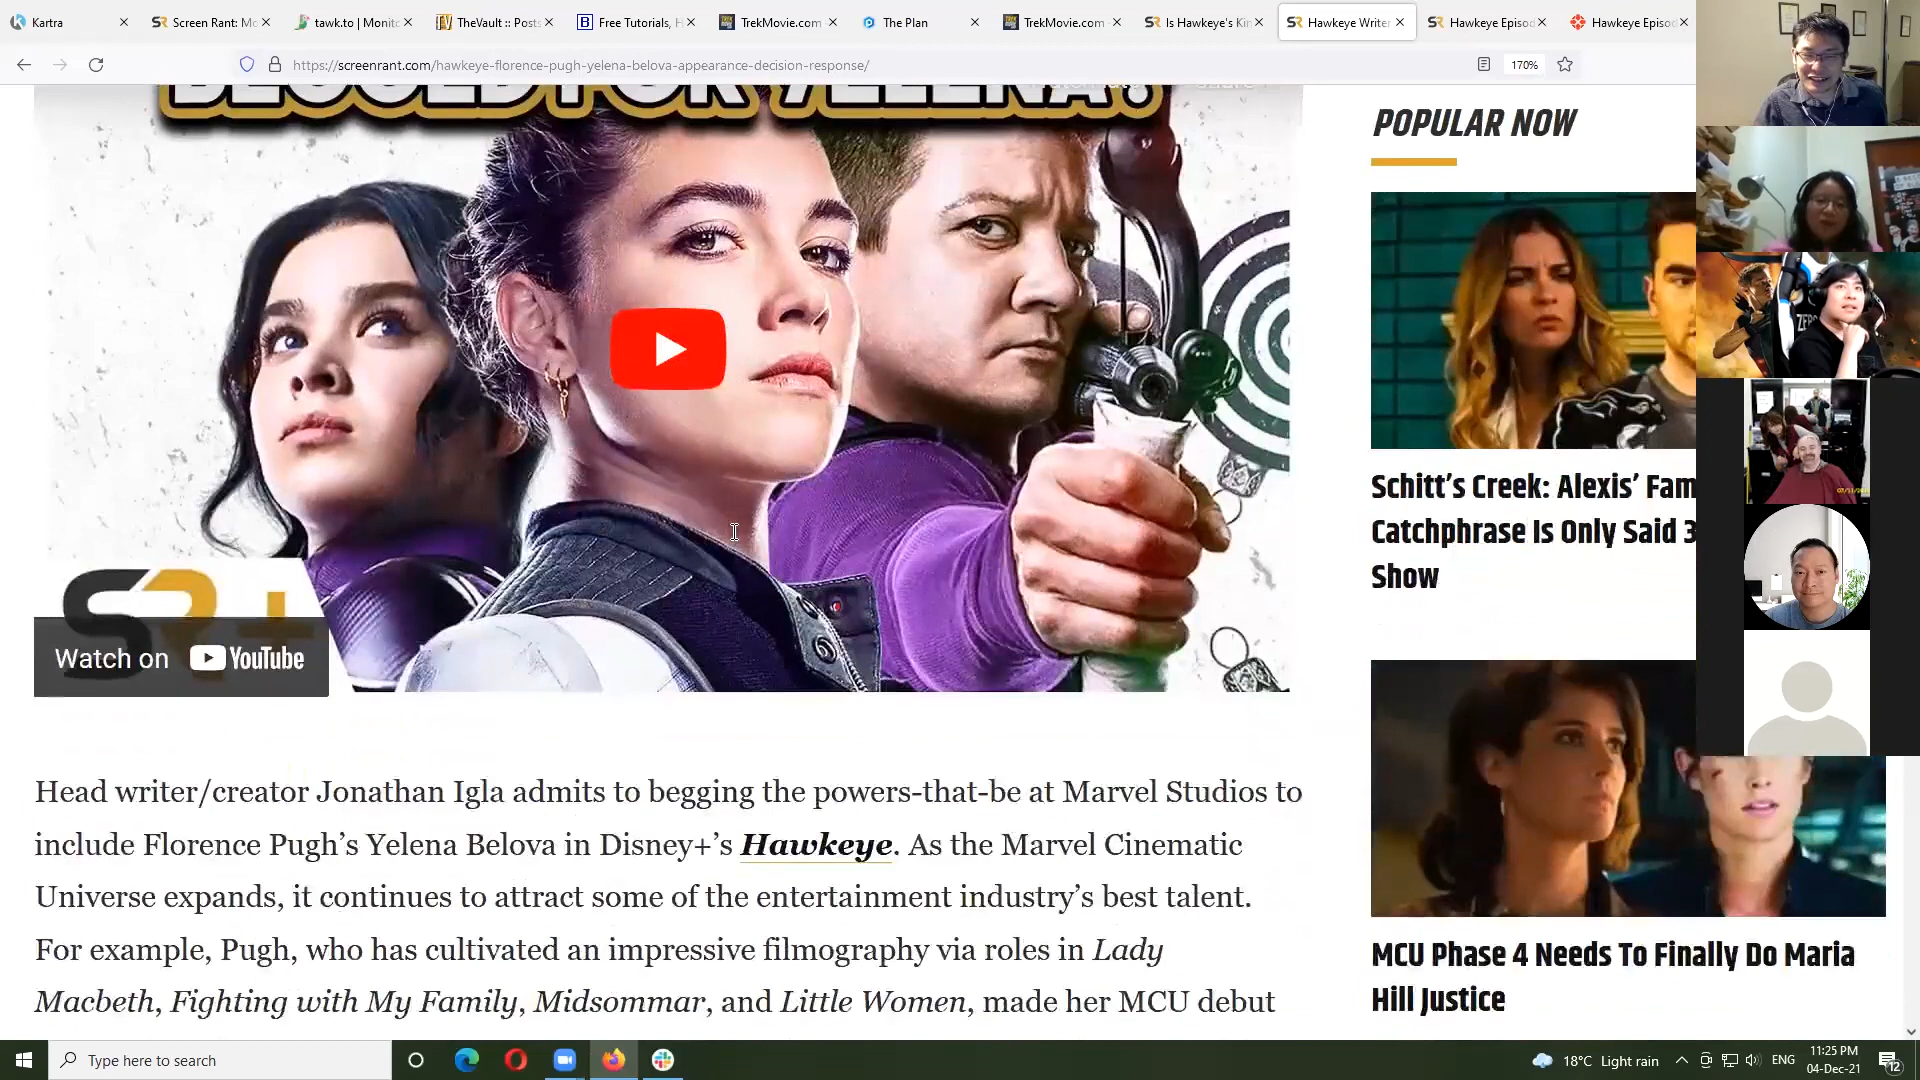 Kartra
Screen Rant: Mo
tawk.to | Monito
TheVault :: Posts
Free Tutorials, H
TrekMovie.com
The Plan
TrekMovie.com
Is Hawkeye's Kin
Hawkeye Writer
Hawkeye Episod
Hawkeye Episod
https://screenrant.com/hawkeye-florence-pugh-yelena-belova-appearance-decision-response/
170%
POPULAR NOW
Schitt's Creek: Alexis' Fam
Catchphrase Is Only Said 3
Show
SR+
Watch on YouTube
MCU Phase 4 Needs To Finally Do Maria
Hill Justice
Head writer/creator Jonathan Igla admits to begging the powers-that-be at Marvel Studios to
include Florence Pugh's Yelena Belova in Disney+'s Hawkeye. As the Marvel Cinematic
Universe expands, it continues to attract some of the entertainment industry's best talent.
For example, Pugh, who has cultivated an impressive filmography via roles in Lady
Macbeth, Fighting with My Family, Midsommar, and Little Women, made her MCU debut
Type here to search
18°C Light rain
ENG
11:25 PM
04-Dec-21
12